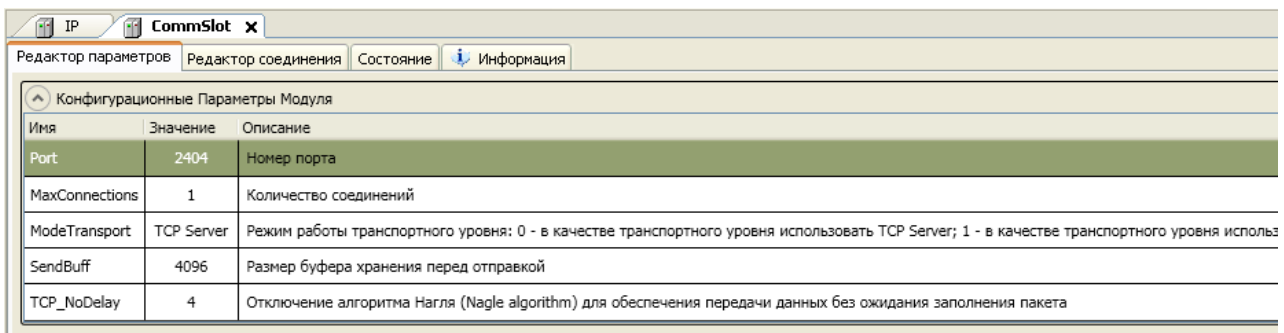 IP CommSlot x
Редактор параметров Редактор соединения Состояние Информация
Конфигурационные Параметры Модуля
Имя Значение Описание
Port 2404 Номер порта
MaxConnections 1 Количество соединений
ModeTransport TCP Server Режим работы транспортного уровня: 0 - в качестве транспортного уровня использовать TCP Server; 1 - в качестве транспортного уровня использ
SendBuff 4096 Размер буфера хранения перед отправкой
TCP_NoDelay 4 Отключение алгоритма Нагля (Nagle algorithm) для обеспечения передачи данных без ожидания заполнения пакета